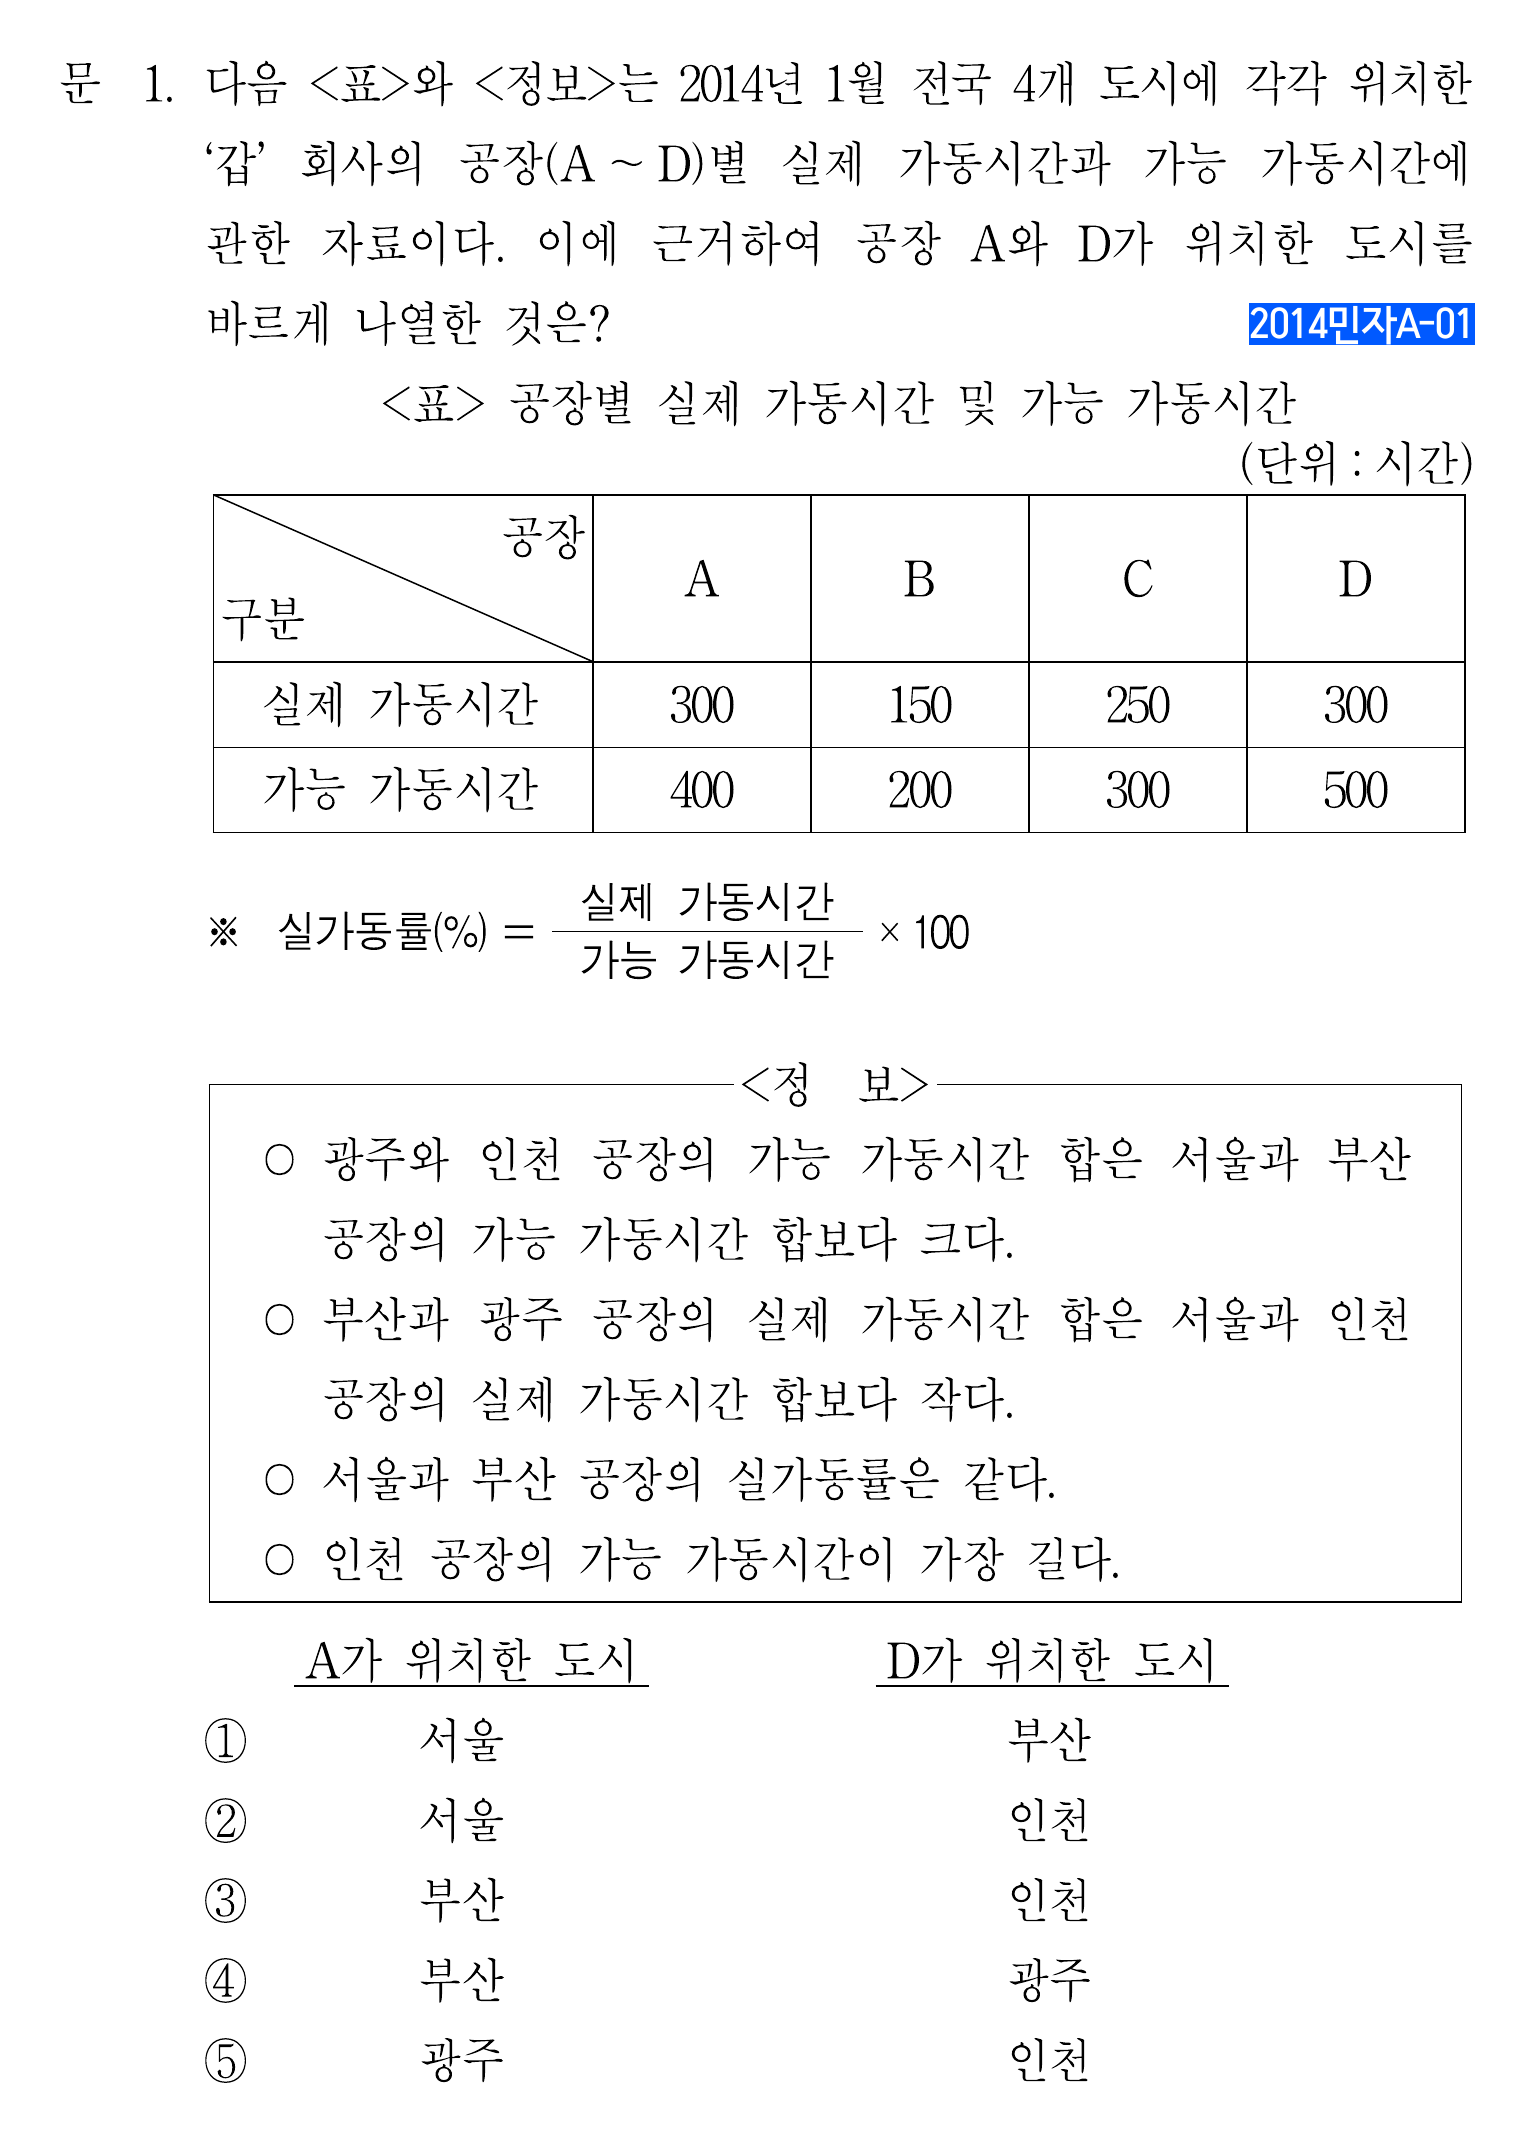 문 1. 다음 <표>와 <정보>는 2014년 1월 전국 4개 도시에 각각 위치한
‘갑’ 회사의 공장(A ~ D)별 실제 가동시간과 가능 가동시간에
관한 자료이다. 이에 근거하여 공장 A와 D가 위치한 도시를
바르게 나열한 것은? 2014민자A-01
<표> 공장별 실제 가동시간 및 가능 가동시간
(단위 : 시간)
공장
구분 A B C D
실제 가동시간 300 150 250 300
가능 가동시간 400 200 300 500
※ 실가동률(%) = 실제 가동시간 / 가능 가동시간 × 100
<정 보>
○ 광주와 인천 공장의 가능 가동시간 합은 서울과 부산
공장의 가능 가동시간 합보다 크다.
○ 부산과 광주 공장의 실제 가동시간 합은 서울과 인천
공장의 실제 가동시간 합보다 작다.
○ 서울과 부산 공장의 실가동률은 같다.
○ 인천 공장의 가능 가동시간이 가장 길다.
A가 위치한 도시 D가 위치한 도시
① 서울 부산
② 서울 인천
③ 부산 인천
④ 부산 광주
⑤ 광주 인천